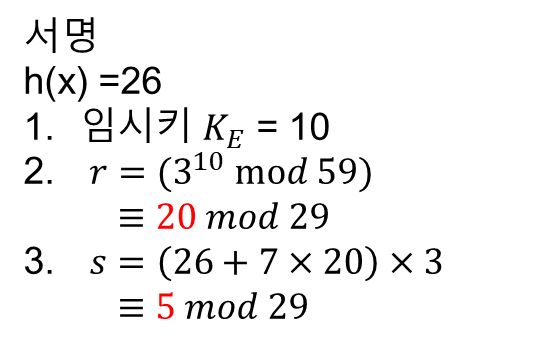 서명
h(x) =26
1. 임시키 K_E = 10
2. r = (3^10 mod 59)
≡ 20 mod 29
3. s = (26 + 7 × 20) × 3
≡ 5 mod 29